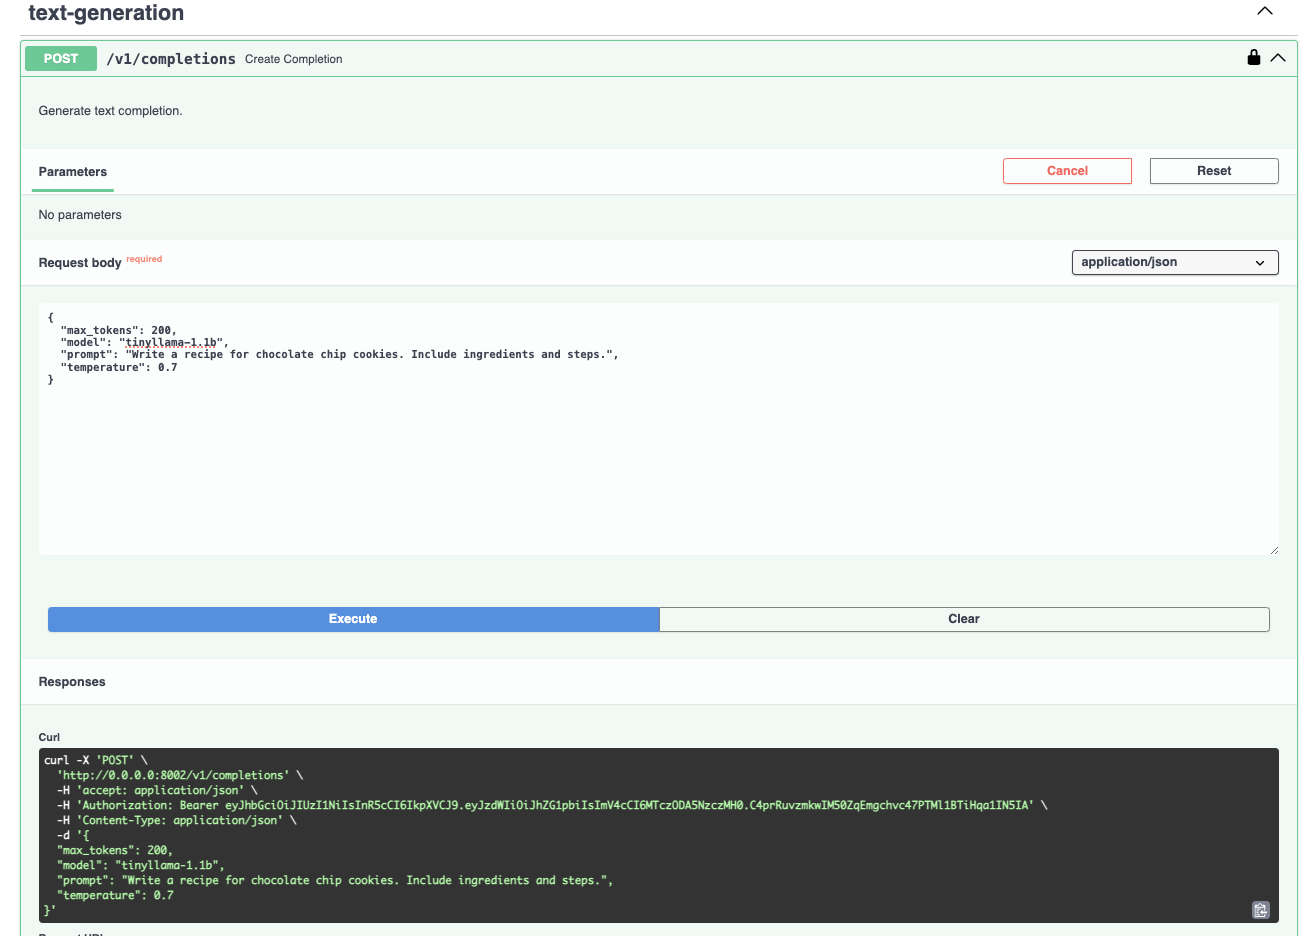 text-generation
POST /v1/completions Create Completion
Generate text completion.
Parameters Cancel Reset
No parameters
Request body required application/json
{
"max_tokens": 200,
"model": "tinyllama-1.1b",
"prompt": "Write a recipe for chocolate chip cookies. Include ingredients and steps.",
"temperature": 0.7
}
Execute Clear
Responses
Curl
curl -X 'POST' \
'http://0.0.0.0:8002/v1/completions' \
-H 'accept: application/json' \
-H 'Authorization: Bearer eyJhbGciOiJIUzI1NiIsInR5cCI6IkpXVCJ9.eyJzdWIiOiJhZG1pbiIsImV4cCI6MTczODA5NzczMH0.C4prRuvzmkwIM50ZqEmgchvc47PTMl1BTiHqa1IN5IA' \
-H 'Content-Type: application/json' \
-d '{
"max_tokens": 200,
"model": "tinyllama-1.1b",
"prompt": "Write a recipe for chocolate chip cookies. Include ingredients and steps.",
"temperature": 0.7
}'